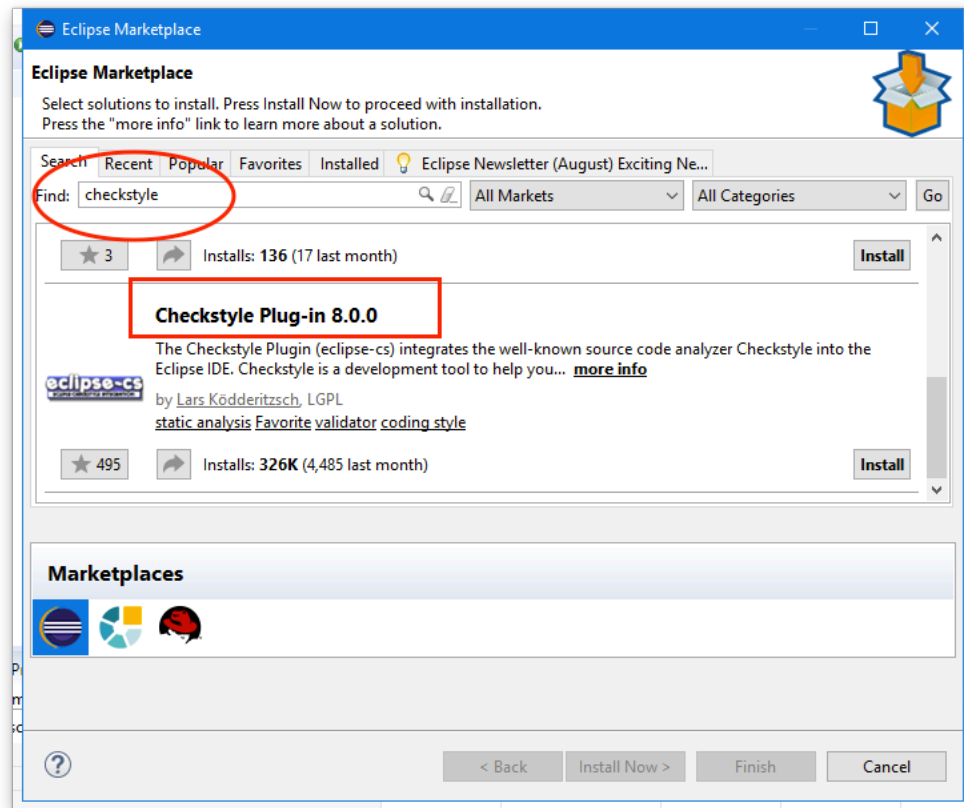 Eclipse Marketplace
Eclipse Marketplace
Select solutions to install. Press Install Now to proceed with installation.
Press the "more info" link to learn more about a solution.
Search Recent Popular Favorites Installed Eclipse Newsletter (August) Exciting Ne...
Find: checkstyle All Markets All Categories Go
3 Installs: 136 (17 last month) Install
Checkstyle Plug-in 8.0.0
The Checkstyle Plugin (eclipse-cs) integrates the well-known source code analyzer Checkstyle into the
Eclipse IDE. Checkstyle is a development tool to help you... more info
eclipse-cs
by Lars Ködderitzsch, LGPL
static analysis Favorite validator coding style
495 Installs: 326K (4,485 last month) Install
Marketplaces
< Back Install Now > Finish Cancel